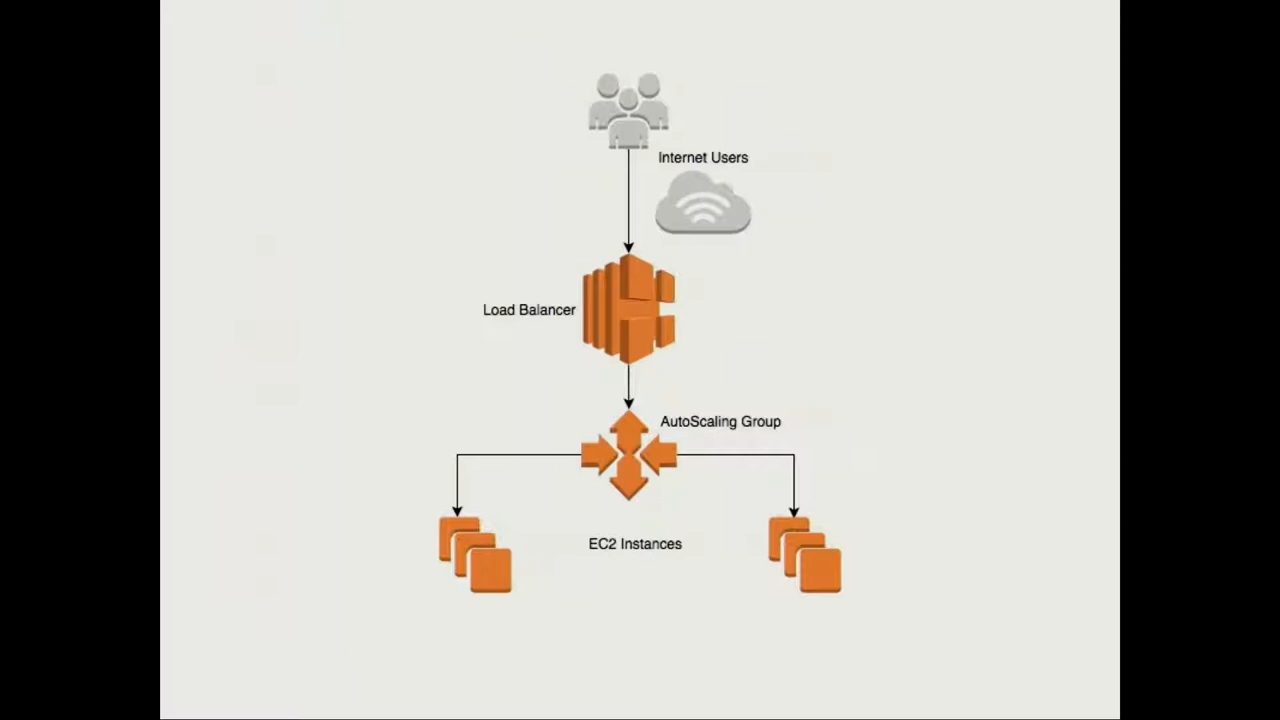 Internet Users
Load Balancer
AutoScaling Group
EC2 Instances